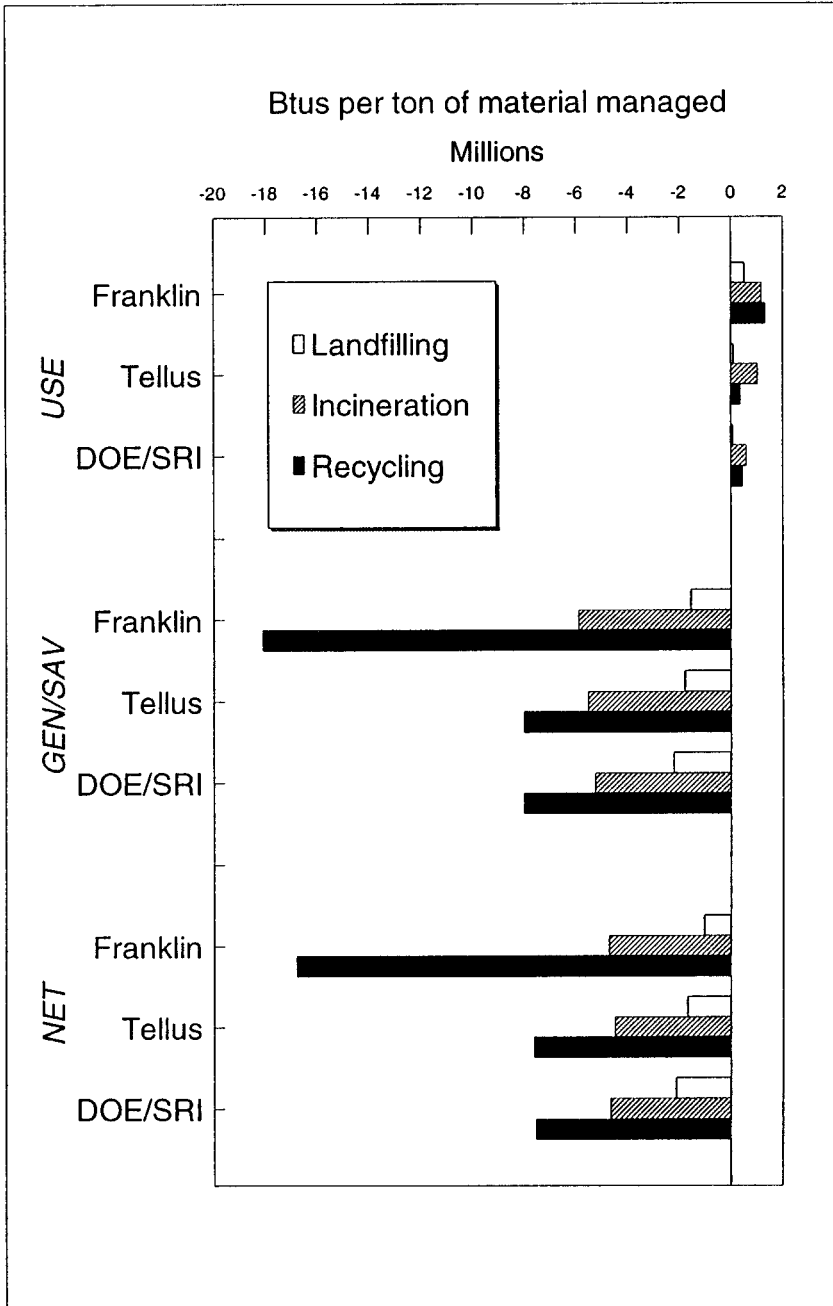 Btus per ton of material managed
Millions
-20 -18 -16 -14 -12 -10 -8 -6 -4 -2 0 2
USE
Franklin
Tellus
DOE/SRI
Landfilling
Incineration
Recycling
GEN/SAV
Franklin
Tellus
DOE/SRI
NET
Franklin
Tellus
DOE/SRI